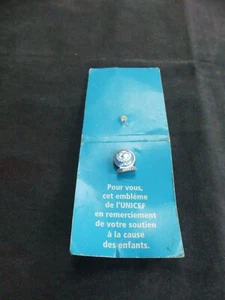 Pour vous,
cet emblème
de l'UNICEF
en remerciement
de votre soutien
à la cause
des enfants.